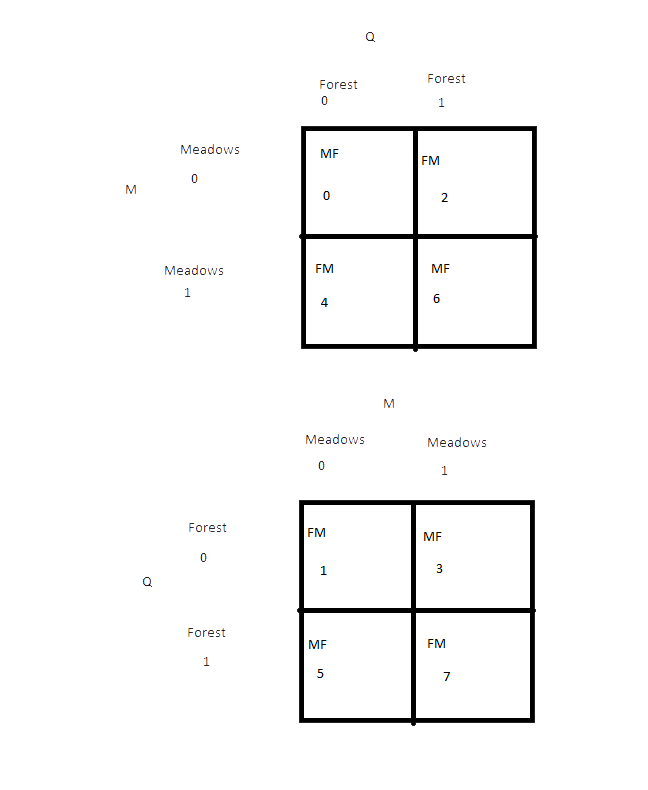 Q
Forest Forest
0 1
Meadows MF FM
0 0 2
M
Meadows FM MF
1 4 6
M
Meadows Meadows
0 1
Forest FM MF
0 1 3
Q
Forest MF FM
1 5 7